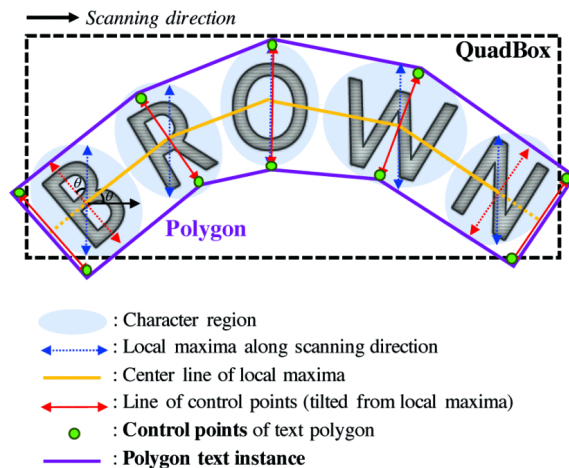 Scanning direction
QuadBox
BROWN
θ
θ
Polygon
: Character region
: Local maxima along scanning direction
: Center line of local maxima
: Line of control points (tilted from local maxima)
: Control points of text polygon
: Polygon text instance